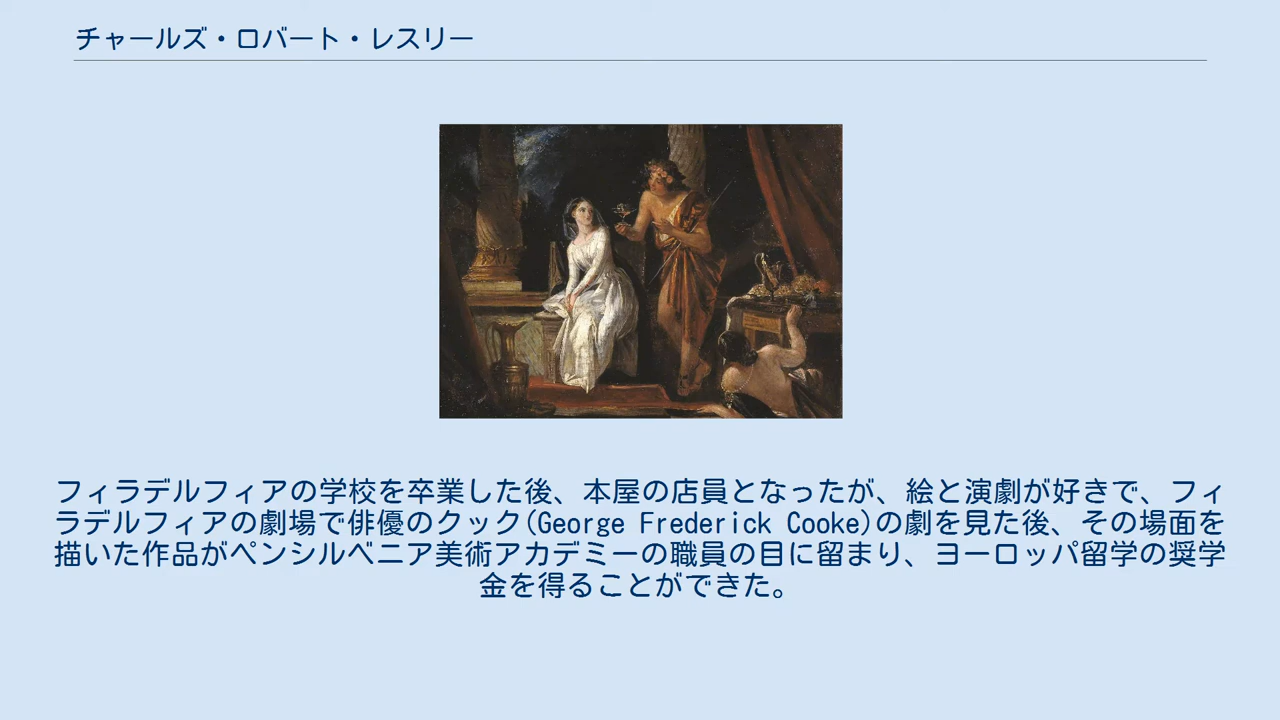 チャールズ・ロバート・レスリー
フィラデルフィアの学校を卒業した後、本屋の店員となったが、絵と演劇が好きで、フィ
ラデルフィアの劇場で俳優のクック(George Frederick Cooke)の劇を見た後、その場面を
描いた作品がペンシルベニア美術アカデミーの職員の目に留まり、ヨーロッパ留学の奨学
金を得ることができた。